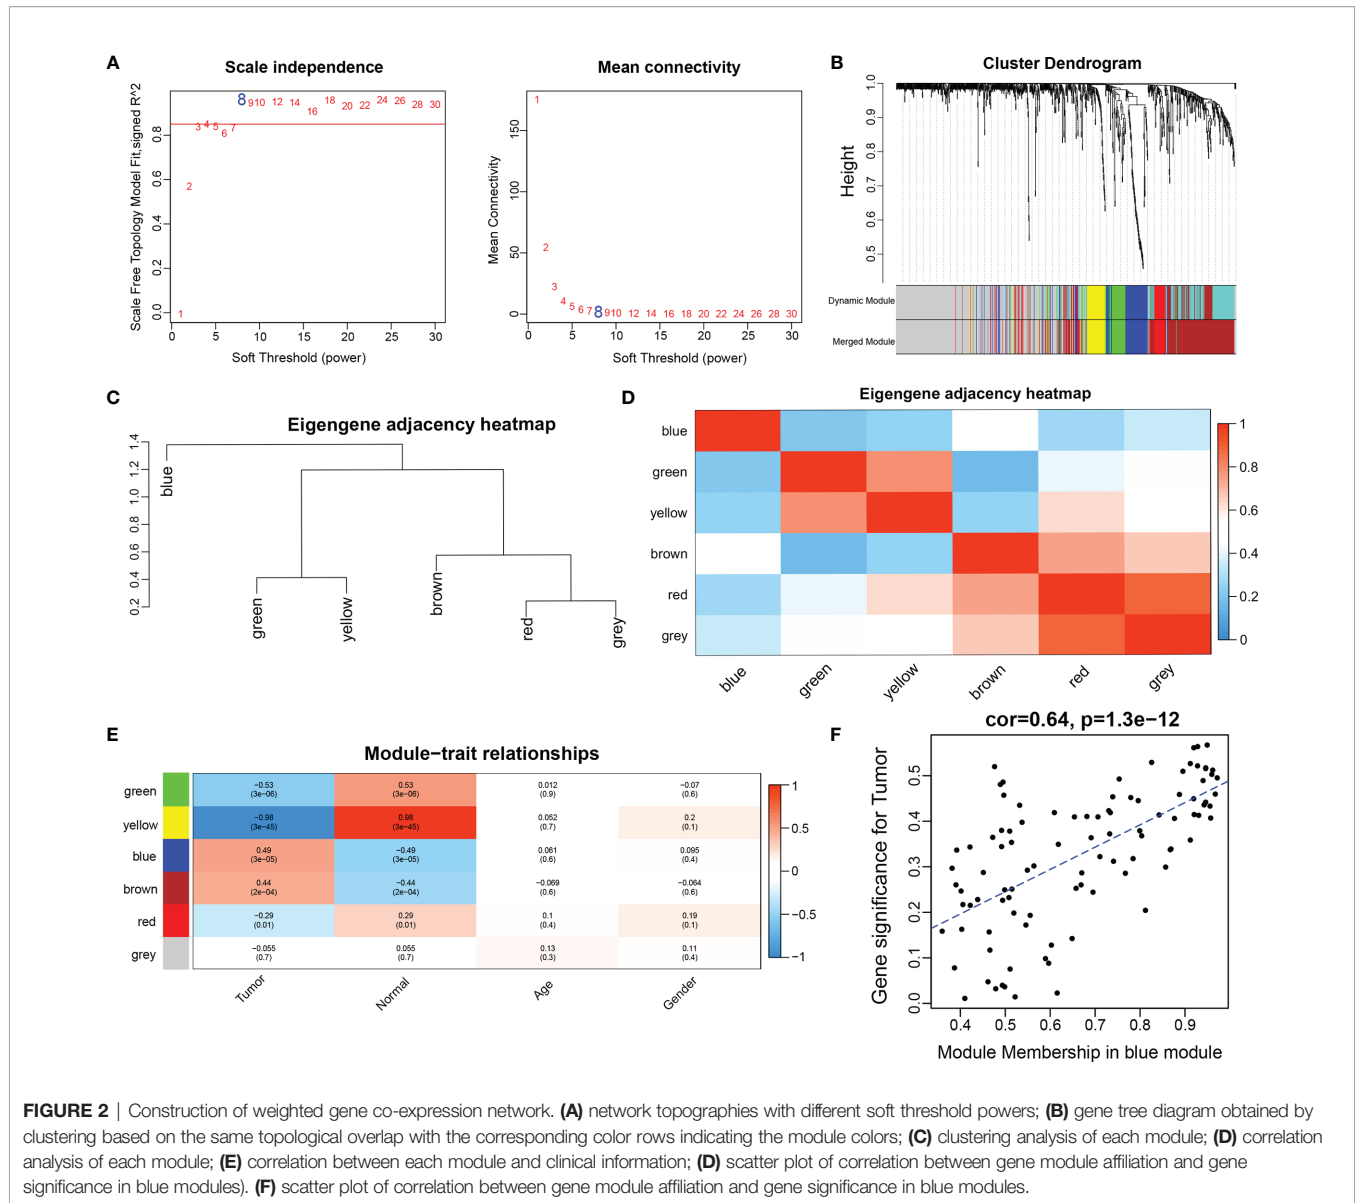 A
Scale independence
Scale Free Topology Model Fit,signed R^2
0.0 0.2 0.4 0.6 0.8
1 2 3 4 5 6 7 8 9 10 12 14 16 18 20 22 24 26 28 30
0 5 10 15 20 25 30
Soft Threshold (power)
Mean connectivity
Mean Connectivity
0 50 100 150
1 2 3 4 5 6 7 8 9 10 12 14 16 18 20 22 24 26 28 30
0 5 10 15 20 25 30
Soft Threshold (power)
B
Cluster Dendrogram
Height
0.5 0.6 0.7 0.8 0.9 1.0
Dynamic Module
Merged Module
C
Eigengene adjacency heatmap
0.2 0.4 0.6 0.8 1.0 1.2 1.4
blue
green
yellow
brown
red
grey
D
Eigengene adjacency heatmap
blue
green
yellow
brown
red
grey
blue green yellow brown red grey
1
0.8
0.6
0.4
0.2
0
E
Module−trait relationships
green −0.53 0.53 0.012 −0.07
(3e−06) (3e−06) (0.9) (0.6)
yellow −0.98 0.98 0.052 0.2
(3e−45) (3e−45) (0.7) (0.1)
blue 0.49 −0.49 0.061 0.095
(3e−05) (3e−05) (0.6) (0.4)
brown 0.44 −0.44 −0.069 −0.064
(2e−04) (2e−04) (0.6) (0.6)
red −0.29 0.29 0.1 0.19
(0.01) (0.01) (0.4) (0.1)
grey −0.055 0.055 0.13 0.11
(0.7) (0.7) (0.3) (0.4)
Tumor Normal Age Gender
1
0.5
0
−0.5
−1
F
cor=0.64, p=1.3e−12
Gene significance for Tumor
0.0 0.1 0.2 0.3 0.4 0.5
0.4 0.5 0.6 0.7 0.8 0.9
Module Membership in blue module
FIGURE 2 | Construction of weighted gene co-expression network. (A) network topographies with different soft threshold powers; (B) gene tree diagram obtained by
clustering based on the same topological overlap with the corresponding color rows indicating the module colors; (C) clustering analysis of each module; (D) correlation
analysis of each module; (E) correlation between each module and clinical information; (D) scatter plot of correlation between gene module affiliation and gene
significance in blue modules). (F) scatter plot of correlation between gene module affiliation and gene significance in blue modules.